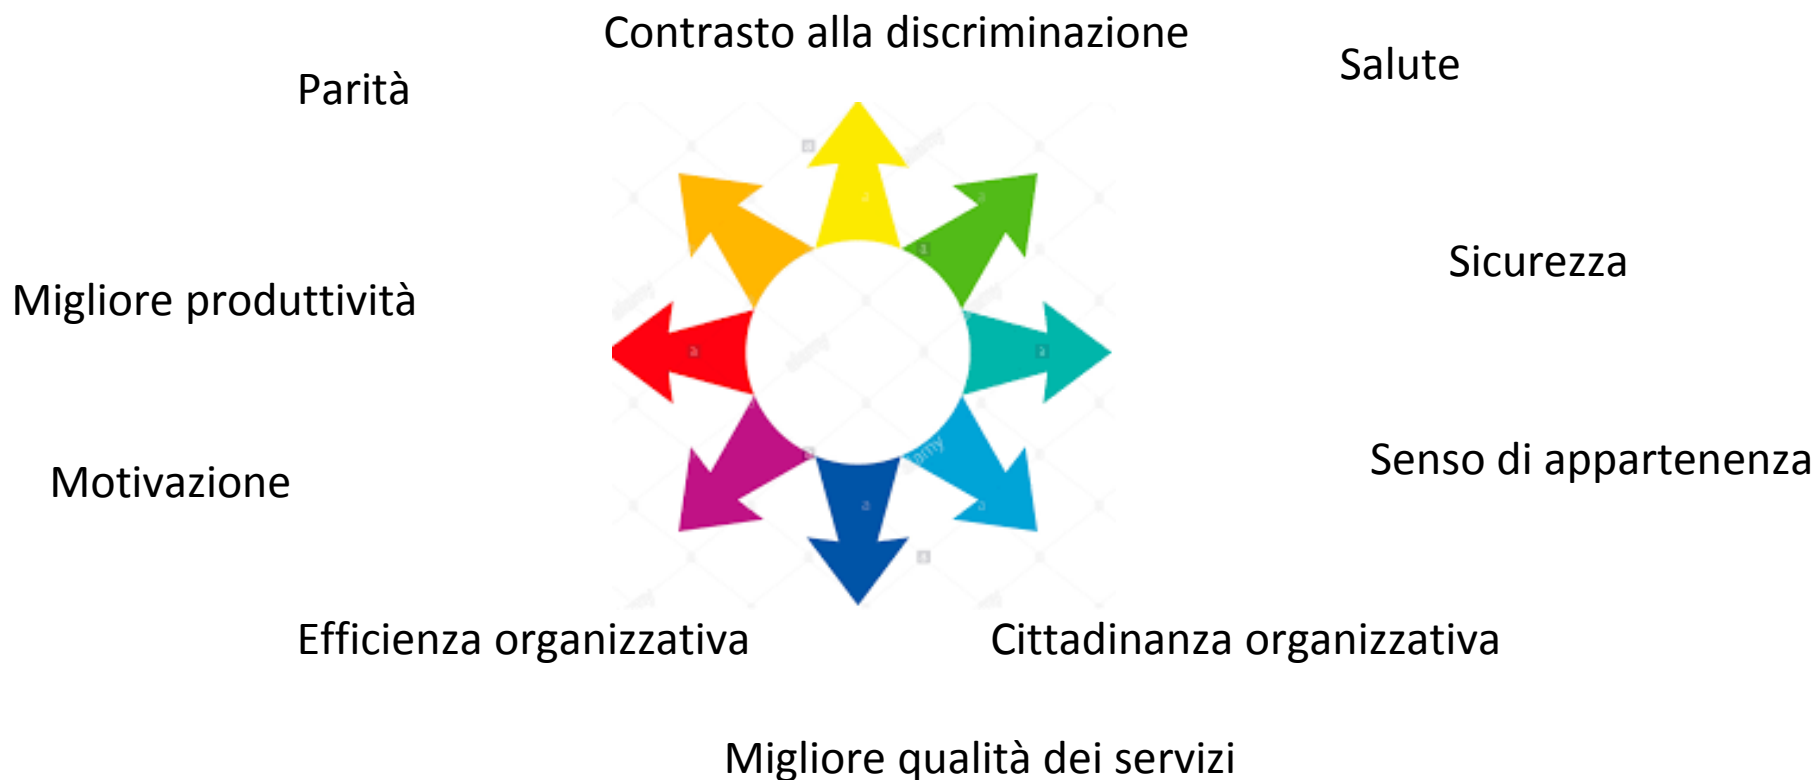 Contrasto alla discriminazione
Salute
Parità
Sicurezza
Migliore produttività
Senso di appartenenza
Motivazione
Efficienza organizzativa
Cittadinanza organizzativa
Migliore qualità dei servizi